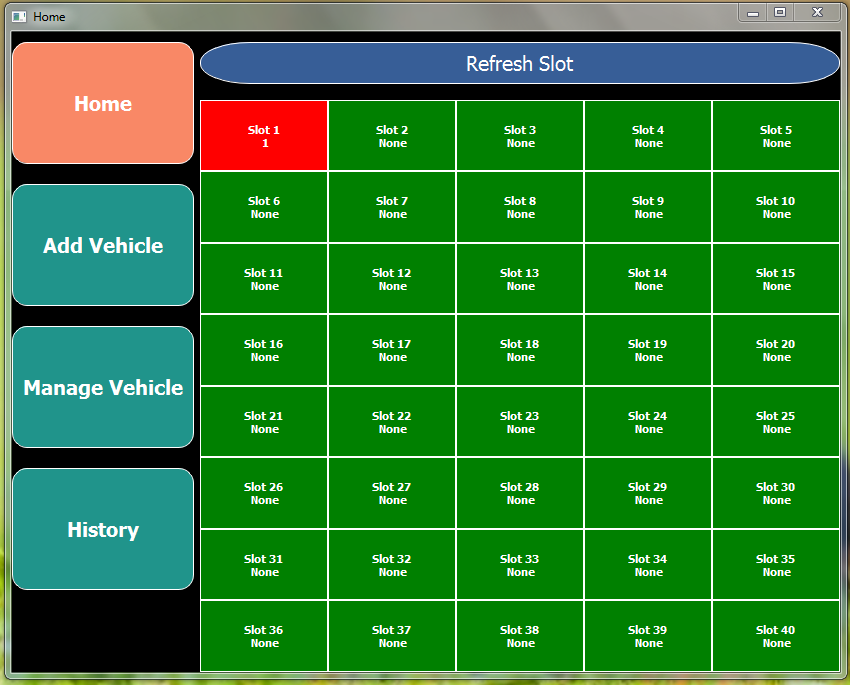 Home
Home
Add Vehicle
Manage Vehicle
History
Refresh Slot
Slot 1
1
Slot 2
None
Slot 3
None
Slot 4
None
Slot 5
None
Slot 6
None
Slot 7
None
Slot 8
None
Slot 9
None
Slot 10
None
Slot 11
None
Slot 12
None
Slot 13
None
Slot 14
None
Slot 15
None
Slot 16
None
Slot 17
None
Slot 18
None
Slot 19
None
Slot 20
None
Slot 21
None
Slot 22
None
Slot 23
None
Slot 24
None
Slot 25
None
Slot 26
None
Slot 27
None
Slot 28
None
Slot 29
None
Slot 30
None
Slot 31
None
Slot 32
None
Slot 33
None
Slot 34
None
Slot 35
None
Slot 36
None
Slot 37
None
Slot 38
None
Slot 39
None
Slot 40
None